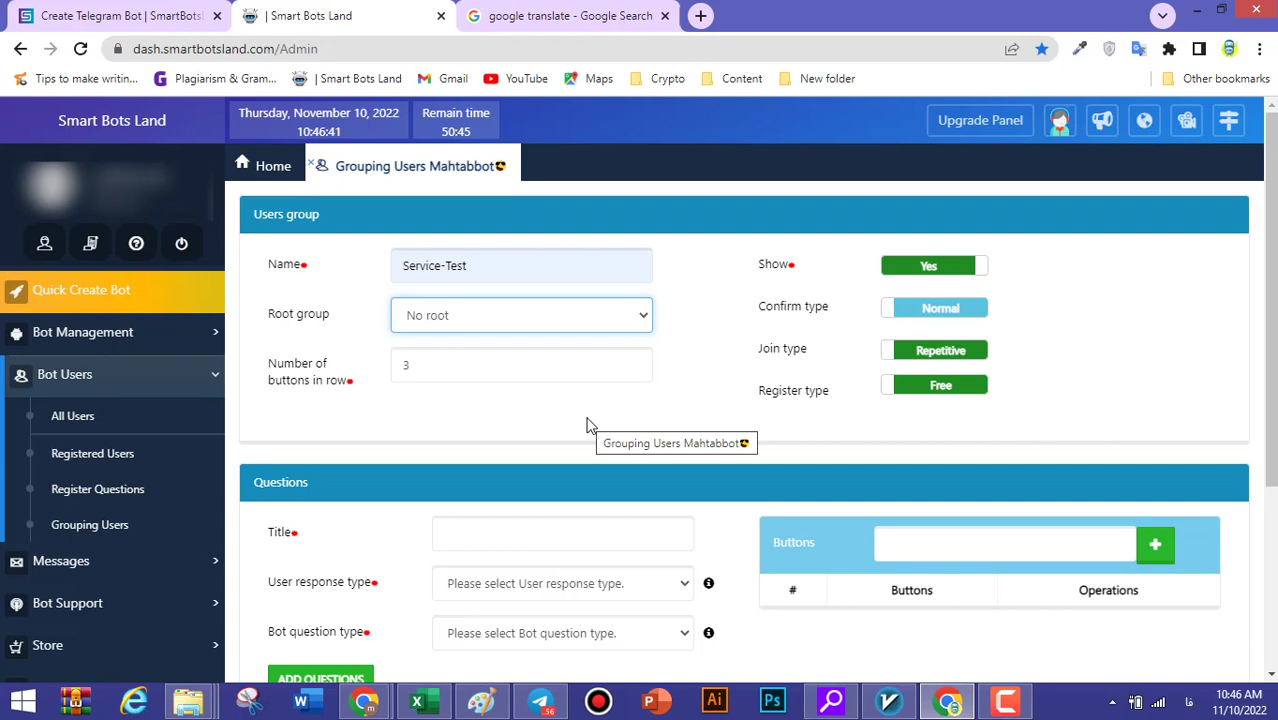 Create Telegram Bot | SmartBots
| Smart Bots Land
google translate - Google Search
dash.smartbotsland.com/Admin
Tips to make writin...
Plagiarism & Gram...
| Smart Bots Land
Gmail
YouTube
Maps
Crypto
Content
New folder
Other bookmarks
Smart Bots Land
Thursday, November 10, 2022
10:46:41
Remain time
50:45
Upgrade Panel
Home
Grouping Users Mahtabbot
Quick Create Bot
Bot Management
Bot Users
All Users
Registered Users
Register Questions
Grouping Users
Messages
Bot Support
Store
Users group
Name
Service-Test
Root group
No root
Number of
buttons in row
3
Show
Yes
Confirm type
Normal
Join type
Repetitive
Register type
Free
Grouping Users Mahtabbot
Questions
Title
User response type
Please select User response type.
Bot question type
Please select Bot question type.
ADD QUESTIONS
Buttons
+
#
Buttons
Operations
56
Ai
Ps
فا
10:46 AM
11/10/2022